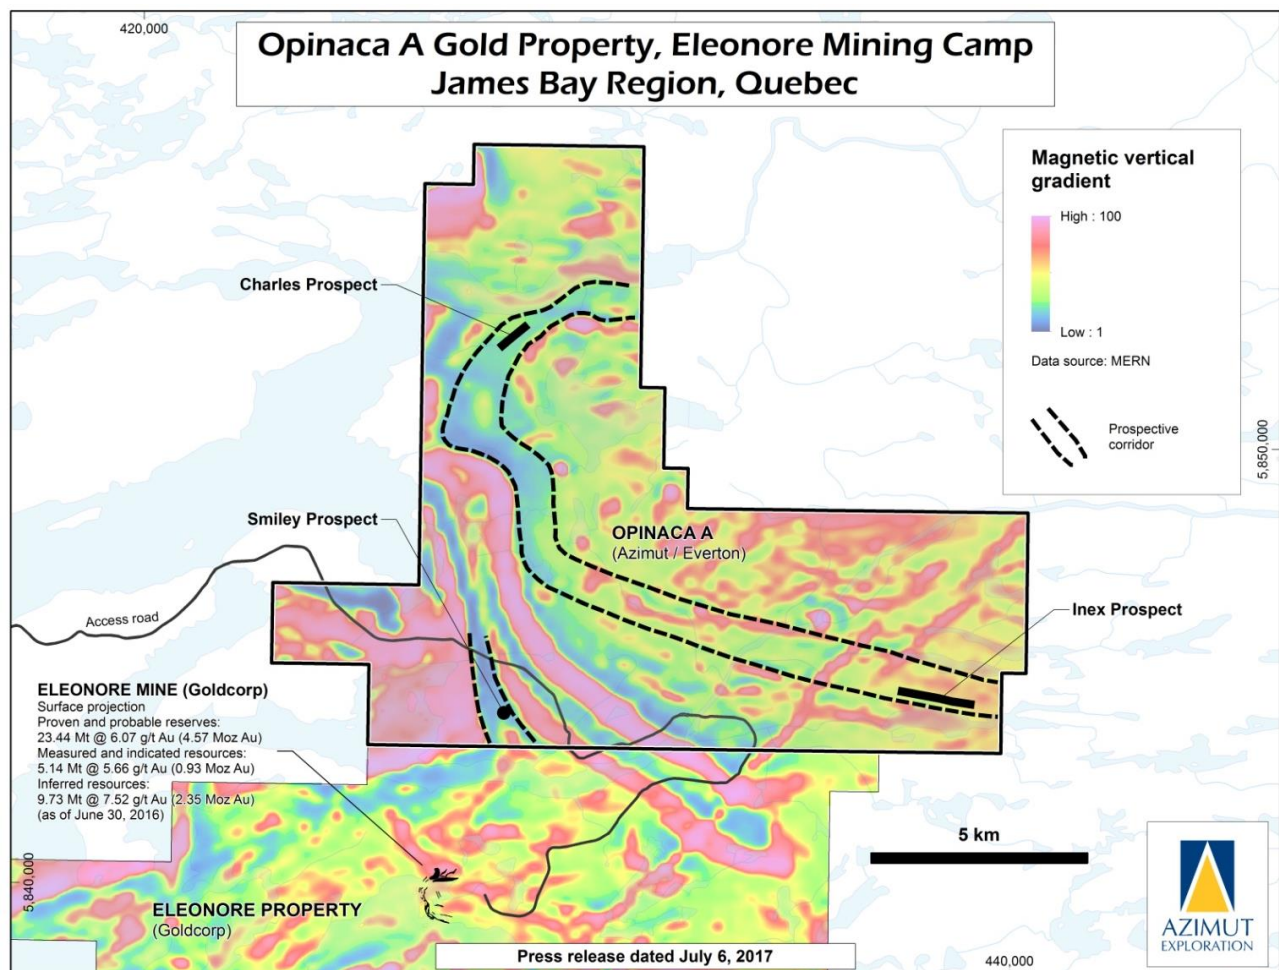 420,000
Opinaca A Gold Property, Eleonore Mining Camp
James Bay Region, Quebec
Magnetic vertical
gradient
High : 100
Low : 1
Data source: MERN
Prospective
corridor
5,850,000
Charles Prospect
Smiley Prospect
OPINACA A
(Azimut / Everton)
Inex Prospect
Access road
ELEONORE MINE (Goldcorp)
Surface projection
Proven and probable reserves:
23.44 Mt @ 6.07 g/t Au (4.57 Moz Au)
Measured and indicated resources:
5.14 Mt @ 5.66 g/t Au (0.93 Moz Au)
Inferred resources:
9.73 Mt @ 7.52 g/t Au (2.35 Moz Au)
(as of June 30, 2016)
5 km
5,840,000
ELEONORE PROPERTY
(Goldcorp)
AZIMUT
EXPLORATION
Press release dated July 6, 2017
440,000